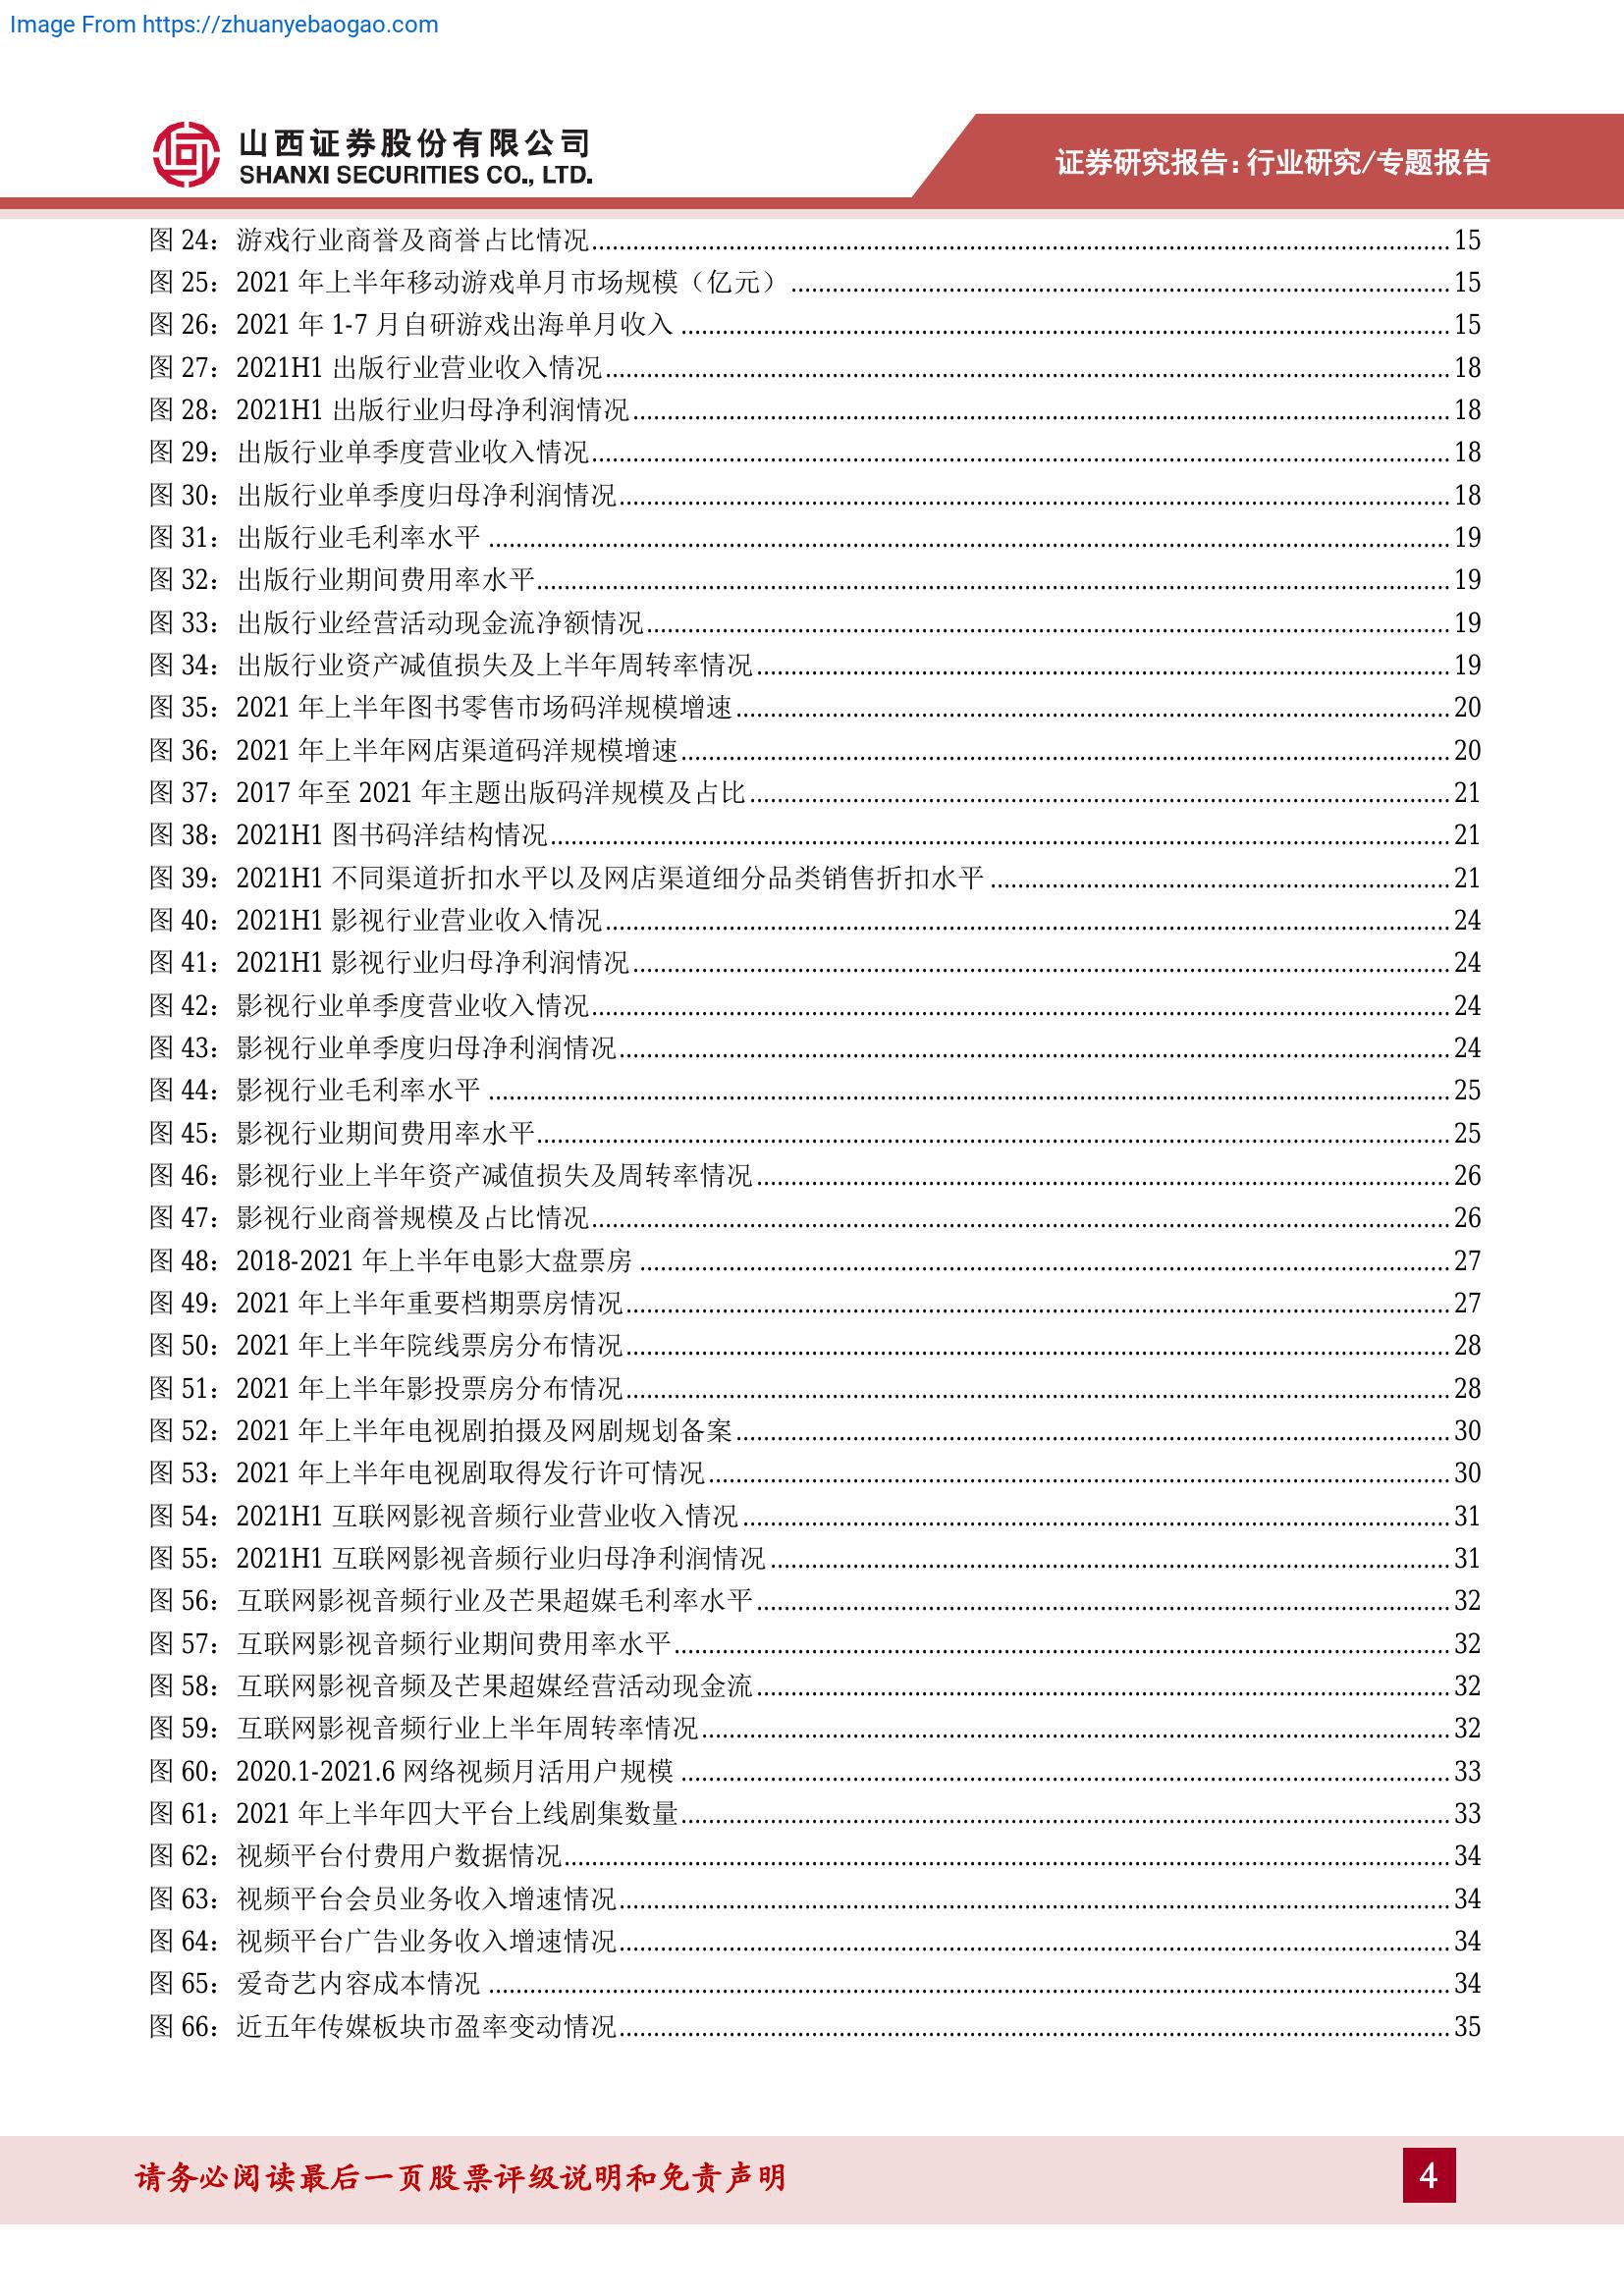 Image From https://zhuanyebaogao.com
山西证券股份有限公司
SHANXI SECURITIES CO., LTD.
证券研究报告:行业研究/专题报告
图 24：游戏行业商誉及商誉占比情况 15
图 25：2021 年上半年移动游戏单月市场规模（亿元） 15
图 26：2021 年 1-7 月自研游戏出海单月收入 15
图 27：2021H1 出版行业营业收入情况 18
图 28：2021H1 出版行业归母净利润情况 18
图 29：出版行业单季度营业收入情况 18
图 30：出版行业单季度归母净利润情况 18
图 31：出版行业毛利率水平 19
图 32：出版行业期间费用率水平 19
图 33：出版行业经营活动现金流净额情况 19
图 34：出版行业资产减值损失及上半年周转率情况 19
图 35：2021 年上半年图书零售市场码洋规模增速 20
图 36：2021 年上半年网店渠道码洋规模增速 20
图 37：2017 年至 2021 年主题出版码洋规模及占比 21
图 38：2021H1 图书码洋结构情况 21
图 39：2021H1 不同渠道折扣水平以及网店渠道细分品类销售折扣水平 21
图 40：2021H1 影视行业营业收入情况 24
图 41：2021H1 影视行业归母净利润情况 24
图 42：影视行业单季度营业收入情况 24
图 43：影视行业单季度归母净利润情况 24
图 44：影视行业毛利率水平 25
图 45：影视行业期间费用率水平 25
图 46：影视行业上半年资产减值损失及周转率情况 26
图 47：影视行业商誉规模及占比情况 26
图 48：2018-2021 年上半年电影大盘票房 27
图 49：2021 年上半年重要档期票房情况 27
图 50：2021 年上半年院线票房分布情况 28
图 51：2021 年上半年影投票房分布情况 28
图 52：2021 年上半年电视剧拍摄及网剧规划备案 30
图 53：2021 年上半年电视剧取得发行许可情况 30
图 54：2021H1 互联网影视音频行业营业收入情况 31
图 55：2021H1 互联网影视音频行业归母净利润情况 31
图 56：互联网影视音频行业及芒果超媒毛利率水平 32
图 57：互联网影视音频行业期间费用率水平 32
图 58：互联网影视音频及芒果超媒经营活动现金流 32
图 59：互联网影视音频行业上半年周转率情况 32
图 60：2020.1-2021.6 网络视频月活用户规模 33
图 61：2021 年上半年四大平台上线剧集数量 33
图 62：视频平台付费用户数据情况 34
图 63：视频平台会员业务收入增速情况 34
图 64：视频平台广告业务收入增速情况 34
图 65：爱奇艺内容成本情况 34
图 66：近五年传媒板块市盈率变动情况 35
请务必阅读最后一页股票评级说明和免责声明
4